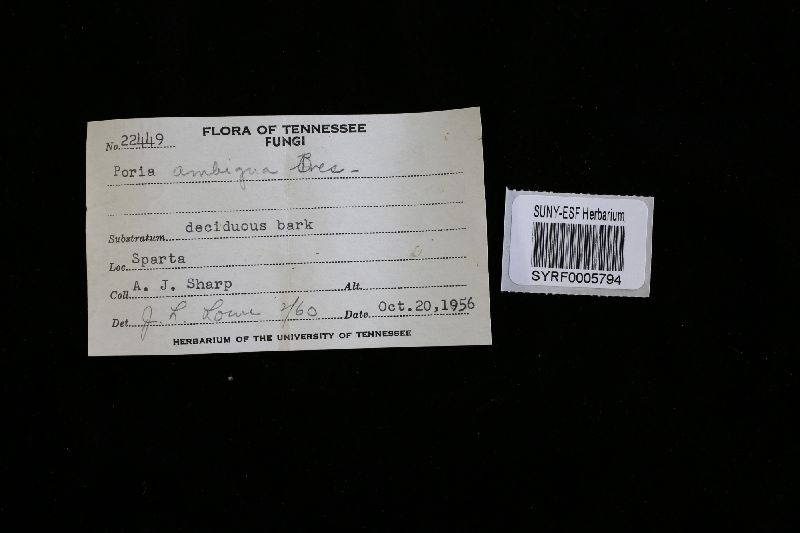 FLORA OF TENNESSEE
No. 22449 FUNGI
Poria ambigua Bres-
Substratum deciduous bark
Loc. Sparta
Coll. A. J. Sharp Alt.
Det. J L Lowe 2/60 Date Oct.20,1956
HERBARIUM OF THE UNIVERSITY OF TENNESSEE
SUNY-ESF Herbarium
SYRF0005794